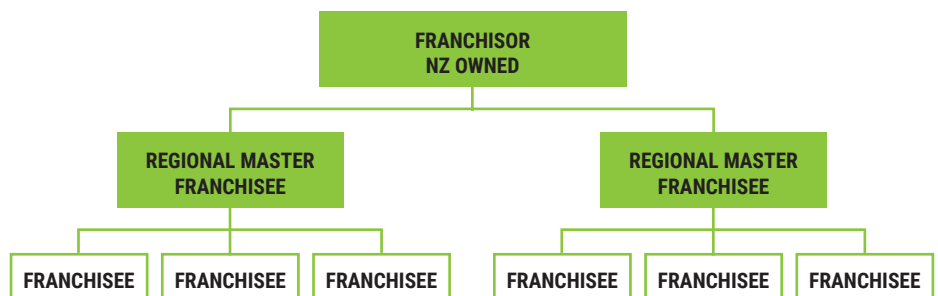 FRANCHISOR
NZ OWNED
REGIONAL MASTER
FRANCHISEE
REGIONAL MASTER
FRANCHISEE
FRANCHISEE
FRANCHISEE
FRANCHISEE
FRANCHISEE
FRANCHISEE
FRANCHISEE